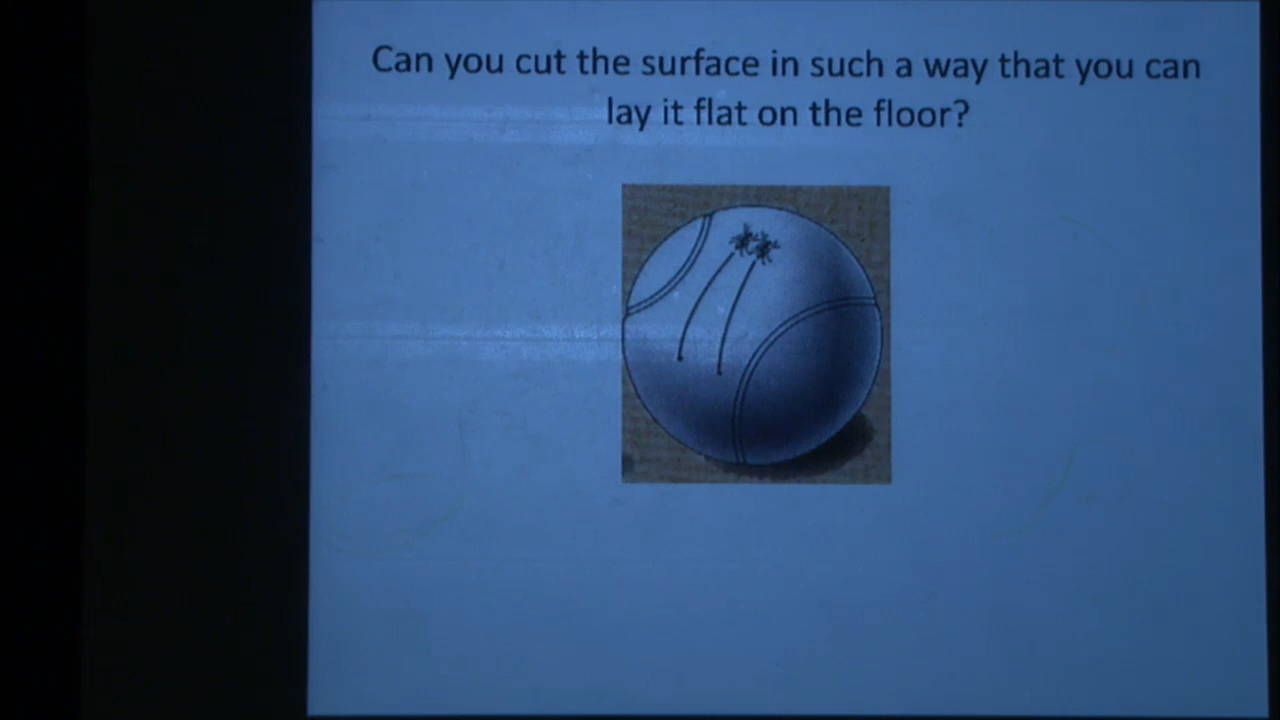 Can you cut the surface in such a way that you can
lay it flat on the floor?